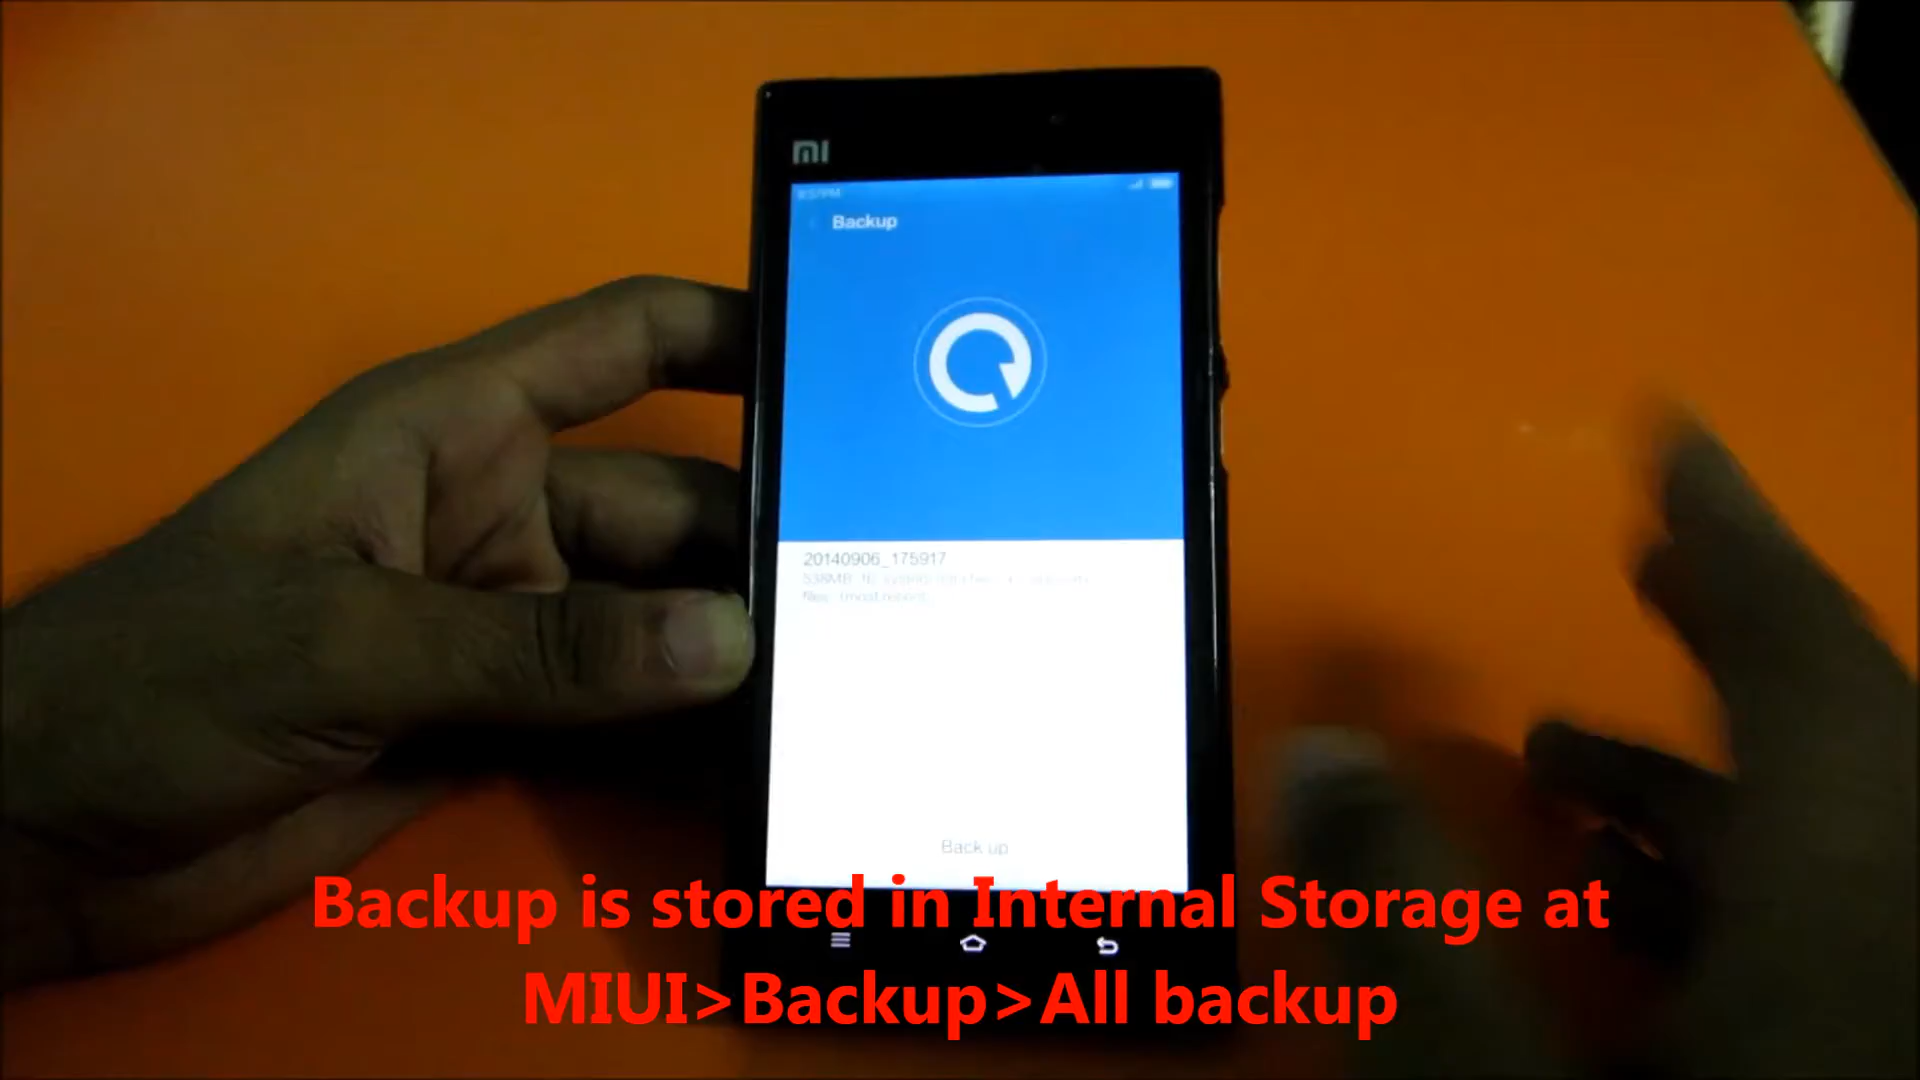 MI
Backup
20140906_175917
Back up
Backup is stored in Internal Storage at
MIUI>Backup>All backup